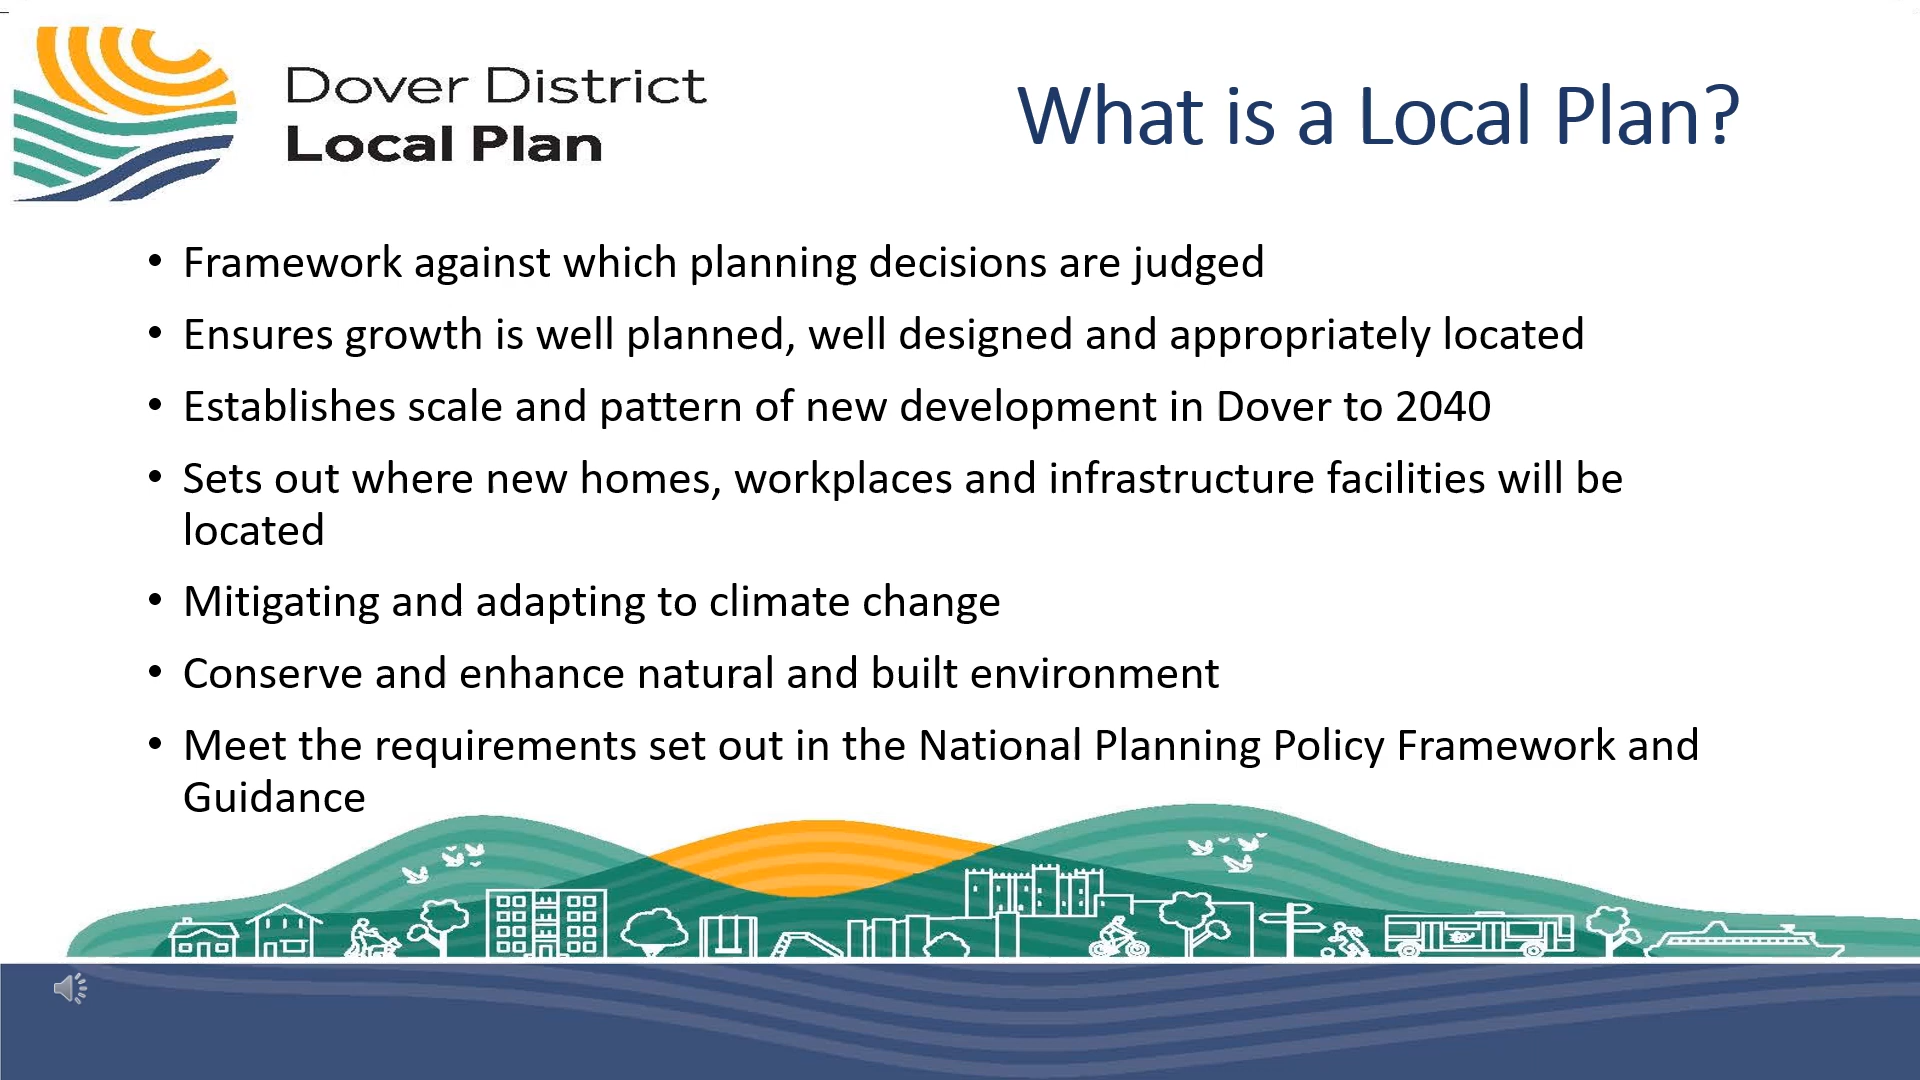 Dover District
Local Plan
What is a Local Plan?
• Framework against which planning decisions are judged
• Ensures growth is well planned, well designed and appropriately located
• Establishes scale and pattern of new development in Dover to 2040
• Sets out where new homes, workplaces and infrastructure facilities will be
located
• Mitigating and adapting to climate change
• Conserve and enhance natural and built environment
• Meet the requirements set out in the National Planning Policy Framework and
Guidance